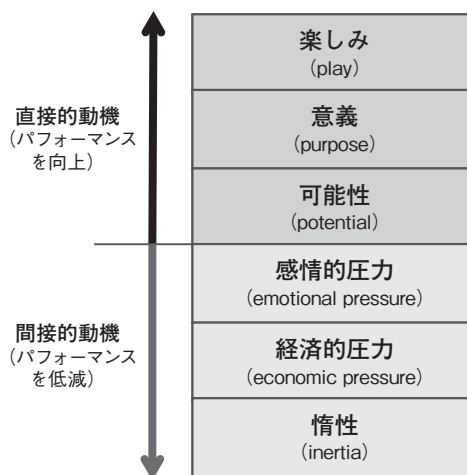 楽しみ
(play)
意義
(purpose)
可能性
(potential)
感情的圧力
(emotional pressure)
経済的圧力
(economic pressure)
惰性
(inertia)
直接的動機
(パフォーマンス
を向上)
間接的動機
(パフォーマンス
を低減)